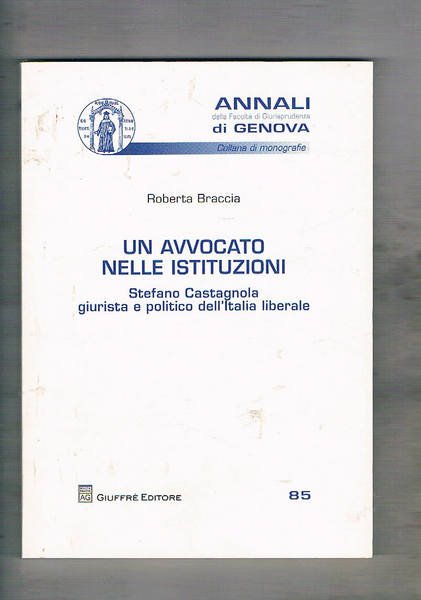 ANNALI
della Facoltà di Giurisprudenza
di GENOVA
Collana di monografie
Roberta Braccia
UN AVVOCATO
NELLE ISTITUZIONI
Stefano Castagnola
giurista e politico dell'Italia liberale
AG
GIUFFRÈ EDITORE
85